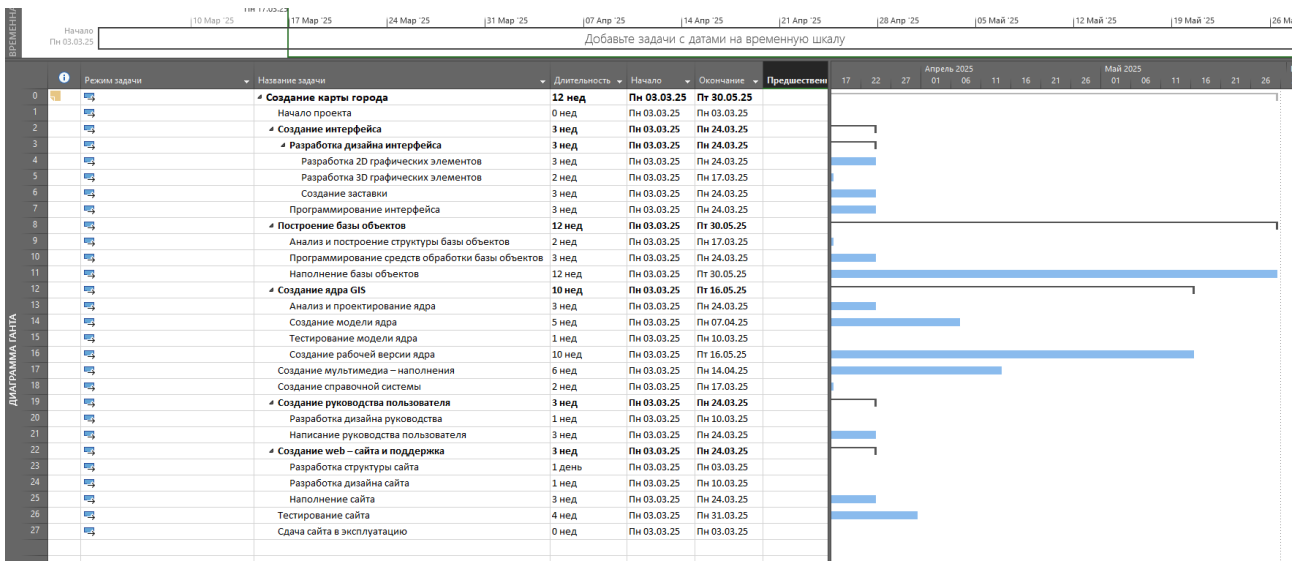 ВРЕМЕННА
Начало
Пн 03.03.25
Пн 17.03.25
10 Мар '25 17 Мар '25 24 Мар '25 31 Мар '25 07 Апр '25 14 Апр '25 21 Апр '25 28 Апр '25 05 Май '25 12 Май '25 19 Май '25 26 Ма
Добавьте задачи с датами на временную шкалу
ДИАГРАММА ГАНТА
Режим задачи Название задачи Длительность Начало Окончание Предшествен
Апрель 2025 Май 2025
17 22 27 01 06 11 16 21 26 01 06 11 16 21 26
0 Создание карты города 12 нед Пн 03.03.25 Пт 30.05.25
1 Начало проекта 0 нед Пн 03.03.25 Пн 03.03.25
2 Создание интерфейса 3 нед Пн 03.03.25 Пн 24.03.25
3 Разработка дизайна интерфейса 3 нед Пн 03.03.25 Пн 24.03.25
4 Разработка 2D графических элементов 3 нед Пн 03.03.25 Пн 24.03.25
5 Разработка 3D графических элементов 2 нед Пн 03.03.25 Пн 17.03.25
6 Создание заставки 3 нед Пн 03.03.25 Пн 24.03.25
7 Программирование интерфейса 3 нед Пн 03.03.25 Пн 24.03.25
8 Построение базы объектов 12 нед Пн 03.03.25 Пт 30.05.25
9 Анализ и построение структуры базы объектов 2 нед Пн 03.03.25 Пн 17.03.25
10 Программирование средств обработки базы объектов 3 нед Пн 03.03.25 Пн 24.03.25
11 Наполнение базы объектов 12 нед Пн 03.03.25 Пт 30.05.25
12 Создание ядра GIS 10 нед Пн 03.03.25 Пт 16.05.25
13 Анализ и проектирование ядра 3 нед Пн 03.03.25 Пн 24.03.25
14 Создание модели ядра 5 нед Пн 03.03.25 Пн 07.04.25
15 Тестирование модели ядра 1 нед Пн 03.03.25 Пн 10.03.25
16 Создание рабочей версии ядра 10 нед Пн 03.03.25 Пт 16.05.25
17 Создание мультимедиа – наполнения 6 нед Пн 03.03.25 Пн 14.04.25
18 Создание справочной системы 2 нед Пн 03.03.25 Пн 17.03.25
19 Создание руководства пользователя 3 нед Пн 03.03.25 Пн 24.03.25
20 Разработка дизайна руководства 1 нед Пн 03.03.25 Пн 10.03.25
21 Написание руководства пользователя 3 нед Пн 03.03.25 Пн 24.03.25
22 Создание web – сайта и поддержка 3 нед Пн 03.03.25 Пн 24.03.25
23 Разработка структуры сайта 1 день Пн 03.03.25 Пн 03.03.25
24 Разработка дизайна сайта 1 нед Пн 03.03.25 Пн 10.03.25
25 Наполнение сайта 3 нед Пн 03.03.25 Пн 24.03.25
26 Тестирование сайта 4 нед Пн 03.03.25 Пн 31.03.25
27 Сдача сайта в эксплуатацию 0 нед Пн 03.03.25 Пн 03.03.25